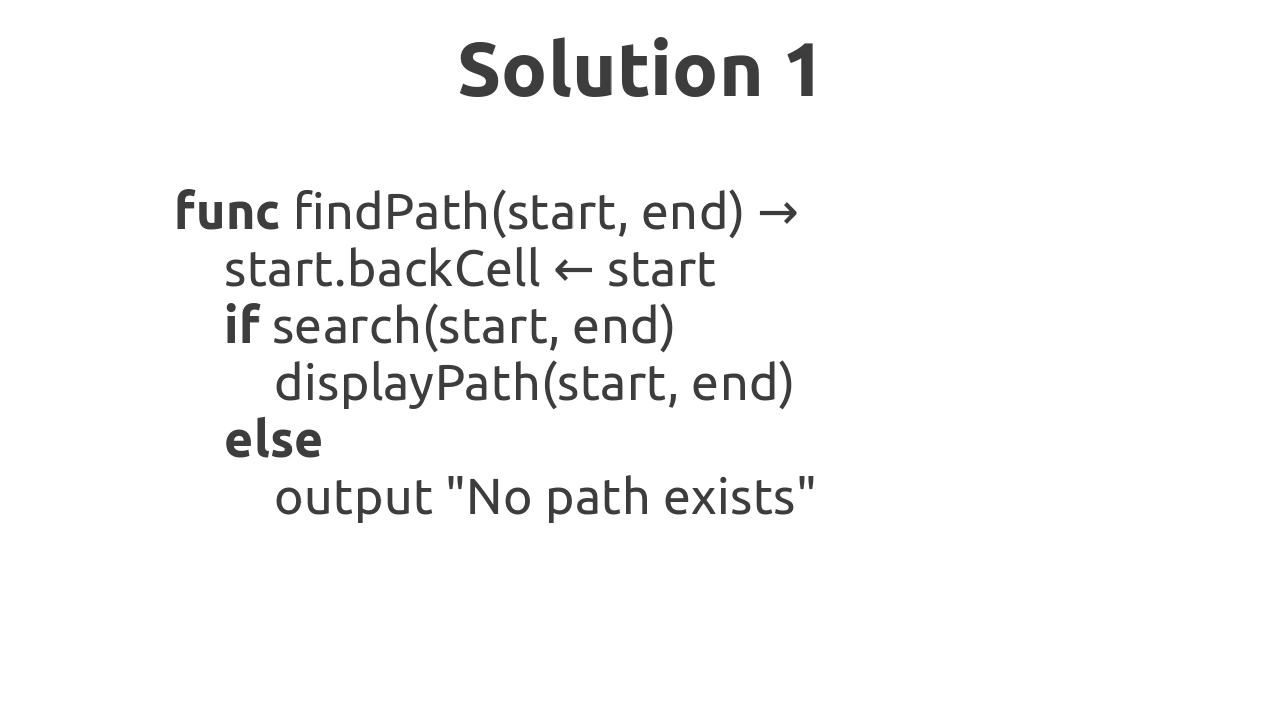 Solution 1
func findPath(start, end) →
start.backCell ← start
if search(start, end)
displayPath(start, end)
else
output "No path exists"